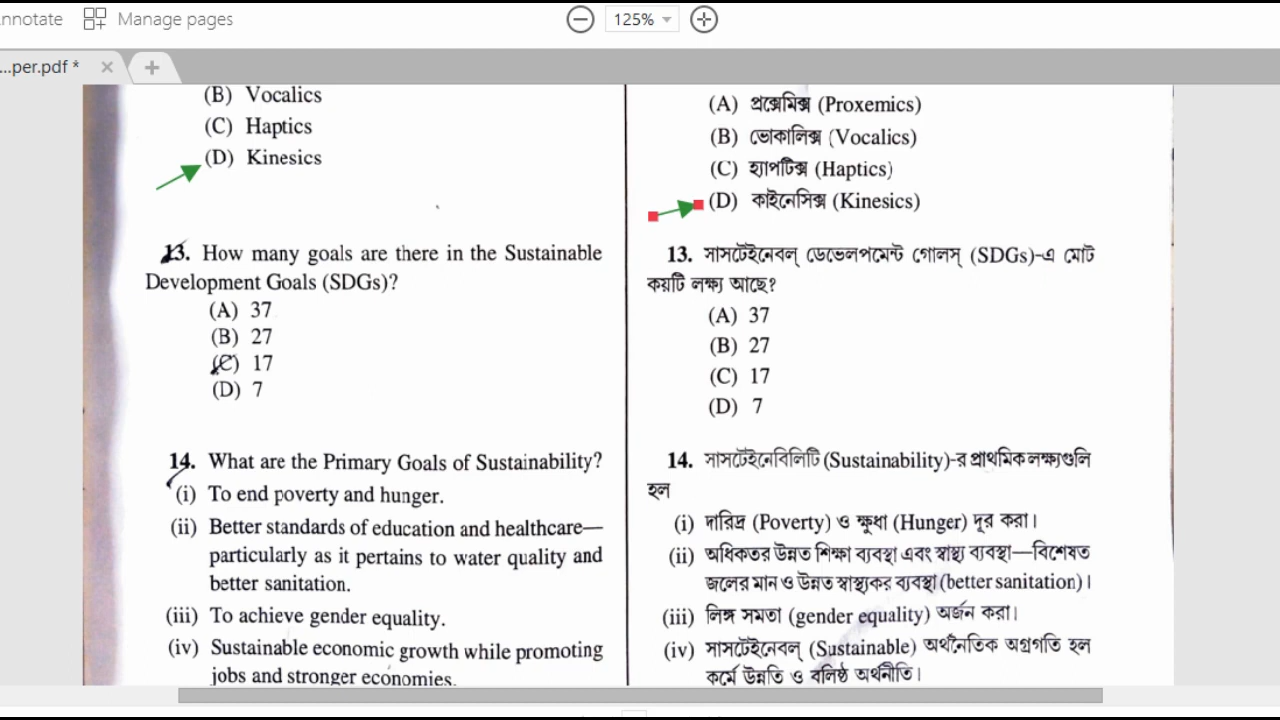 nnotate
Manage pages
125%
...per.pdf *
(B) Vocalics
(C) Haptics
(D) Kinesics
13. How many goals are there in the Sustainable
Development Goals (SDGs)?
(A) 37
(B) 27
(C) 17
(D) 7
14. What are the Primary Goals of Sustainability?
(i) To end poverty and hunger.
(ii) Better standards of education and healthcare—
particularly as it pertains to water quality and
better sanitation.
(iii) To achieve gender equality.
(iv) Sustainable economic growth while promoting
jobs and stronger economies.
(A) প্রক্সেমিক্স (Proxemics)
(B) ভোকালিক্স (Vocalics)
(C) হ্যাপটিক্স (Haptics)
(D) কাইনেসিক্স (Kinesics)
13. সাসটেইনেবল্ ডেভেলপমেন্ট গোলস্ (SDGs)-এ মোট
কয়টি লক্ষ্য আছে?
(A) 37
(B) 27
(C) 17
(D) 7
14. সাসটেইনেবিলিটি (Sustainability)-র প্রাথমিক লক্ষ্যগুলি
হল
(i) দারিদ্র (Poverty) ও ক্ষুধা (Hunger) দূর করা।
(ii) অধিকতর উন্নত শিক্ষা ব্যবস্থা এবং স্বাস্থ্য ব্যবস্থা—বিশেষত
জলের মান ও উন্নত স্বাস্থ্যকর ব্যবস্থা (better sanitation)।
(iii) লিঙ্গ সমতা (gender equality) অর্জন করা।
(iv) সাসটেইনেবল্ (Sustainable) অর্থনৈতিক অগ্রগতি হল
কর্মে উন্নতি ও বলিষ্ঠ অর্থনীতি।